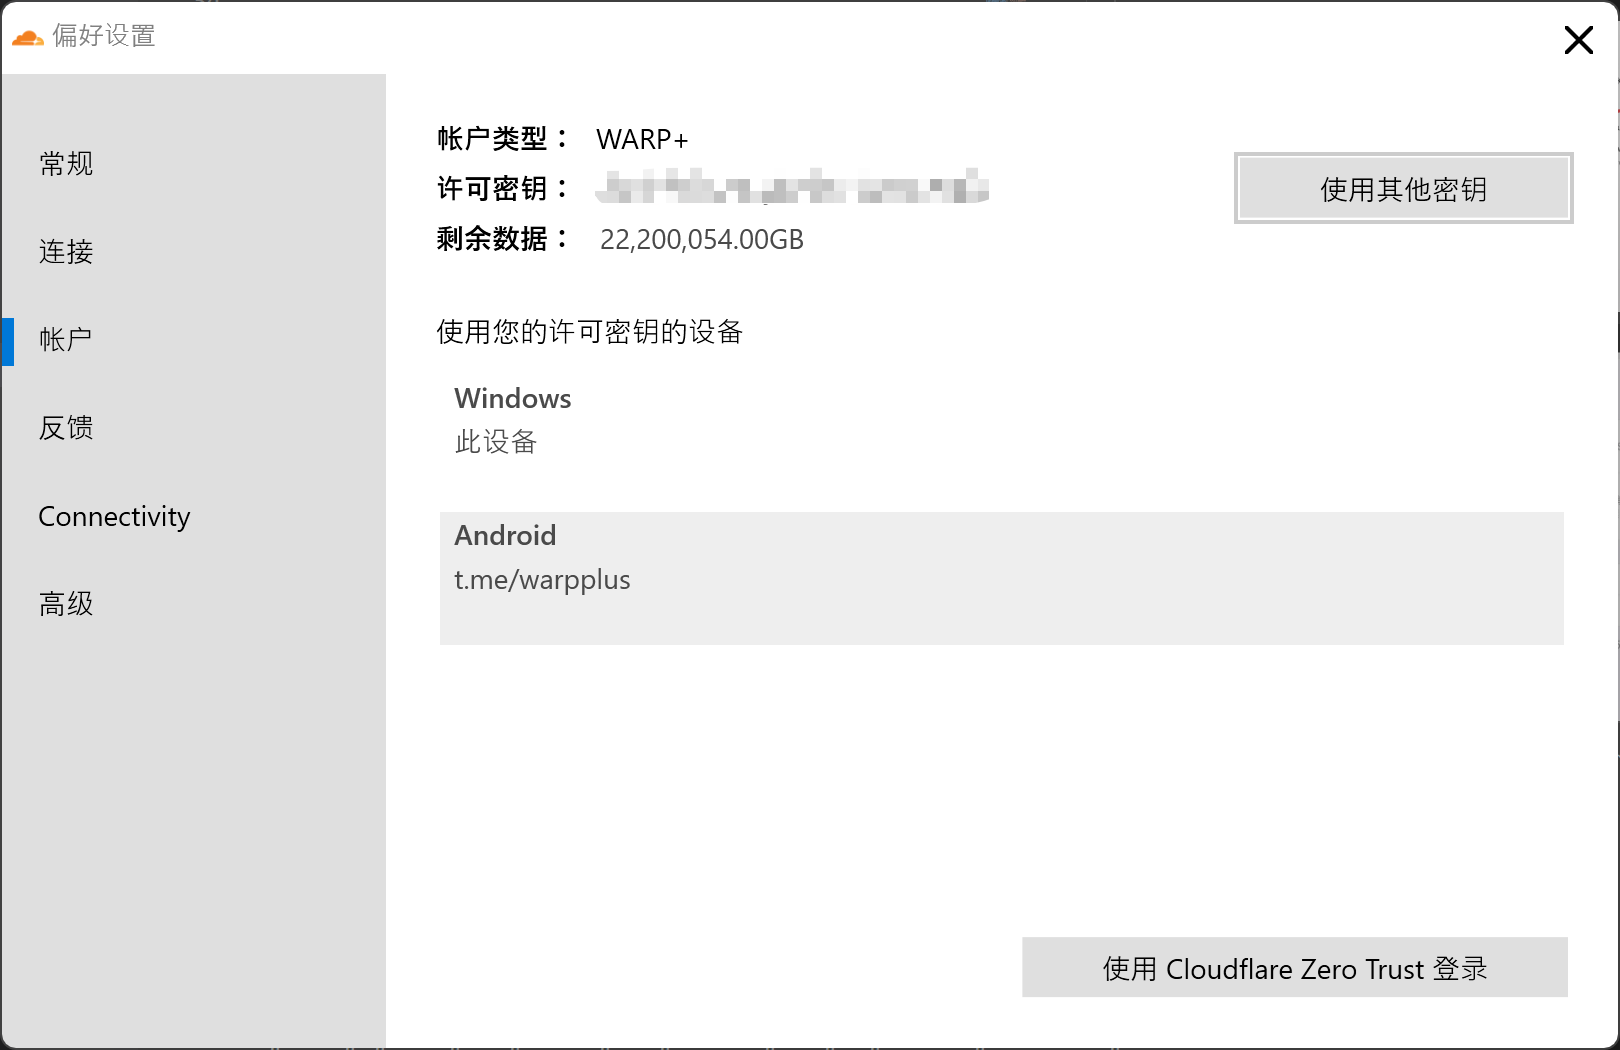 偏好设置
常规
连接
帐户
反馈
Connectivity
高级
帐户类型： WARP+
许可密钥：
剩余数据： 22,200,054.00GB
使用其他密钥
使用您的许可密钥的设备
Windows
此设备
Android
t.me/warpplus
使用 Cloudflare Zero Trust 登录